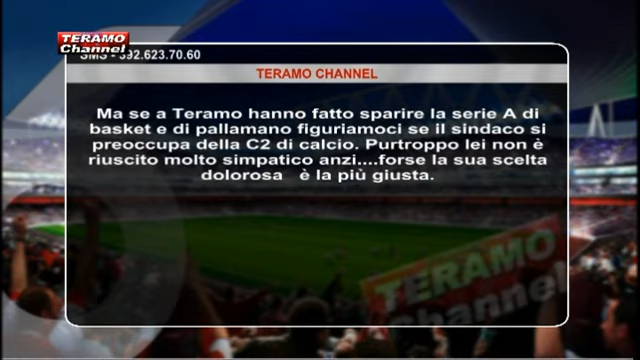 TERAMO
Channel
SMS - 392.623.70.60
TERAMO CHANNEL
Ma se a Teramo hanno fatto sparire la serie A di
basket e di pallamano figuriamoci se il sindaco si
preoccupa della C2 di calcio. Purtroppo lei non è
riuscito molto simpatico anzi....forse la sua scelta
dolorosa è la più giusta.
TERAMO
Channel